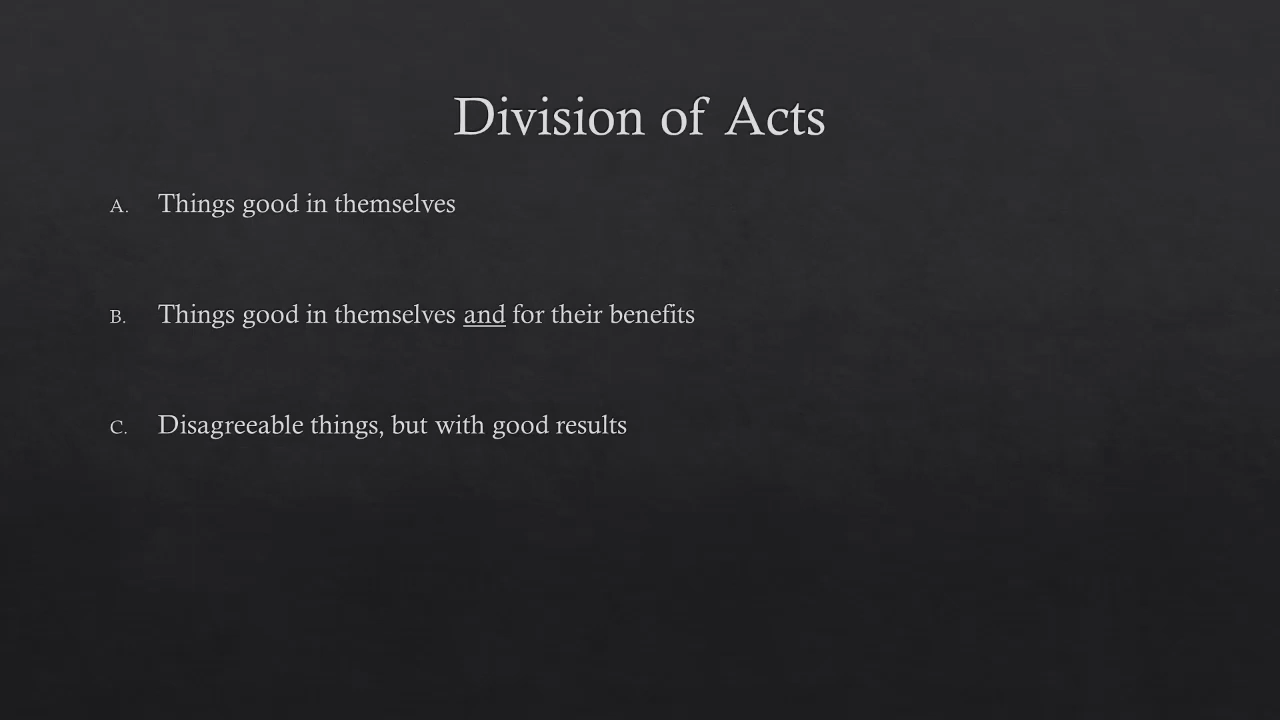 Division of Acts
A. Things good in themselves
B. Things good in themselves and for their benefits
C. Disagreeable things, but with good results